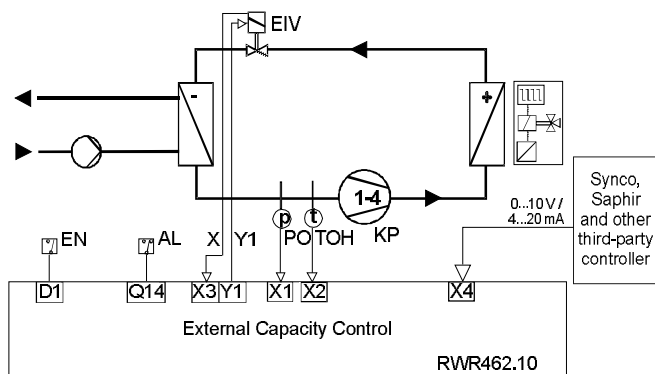 EIV
-
+
1-4
0...10 V /
4...20 mA
Synco,
Saphir
and other
third-party
controller
p
t
EN
AL
X
Y1
PO
TOH
KP
D1
Q14
X3
Y1
X1
X2
X4
External Capacity Control
RWR462.10